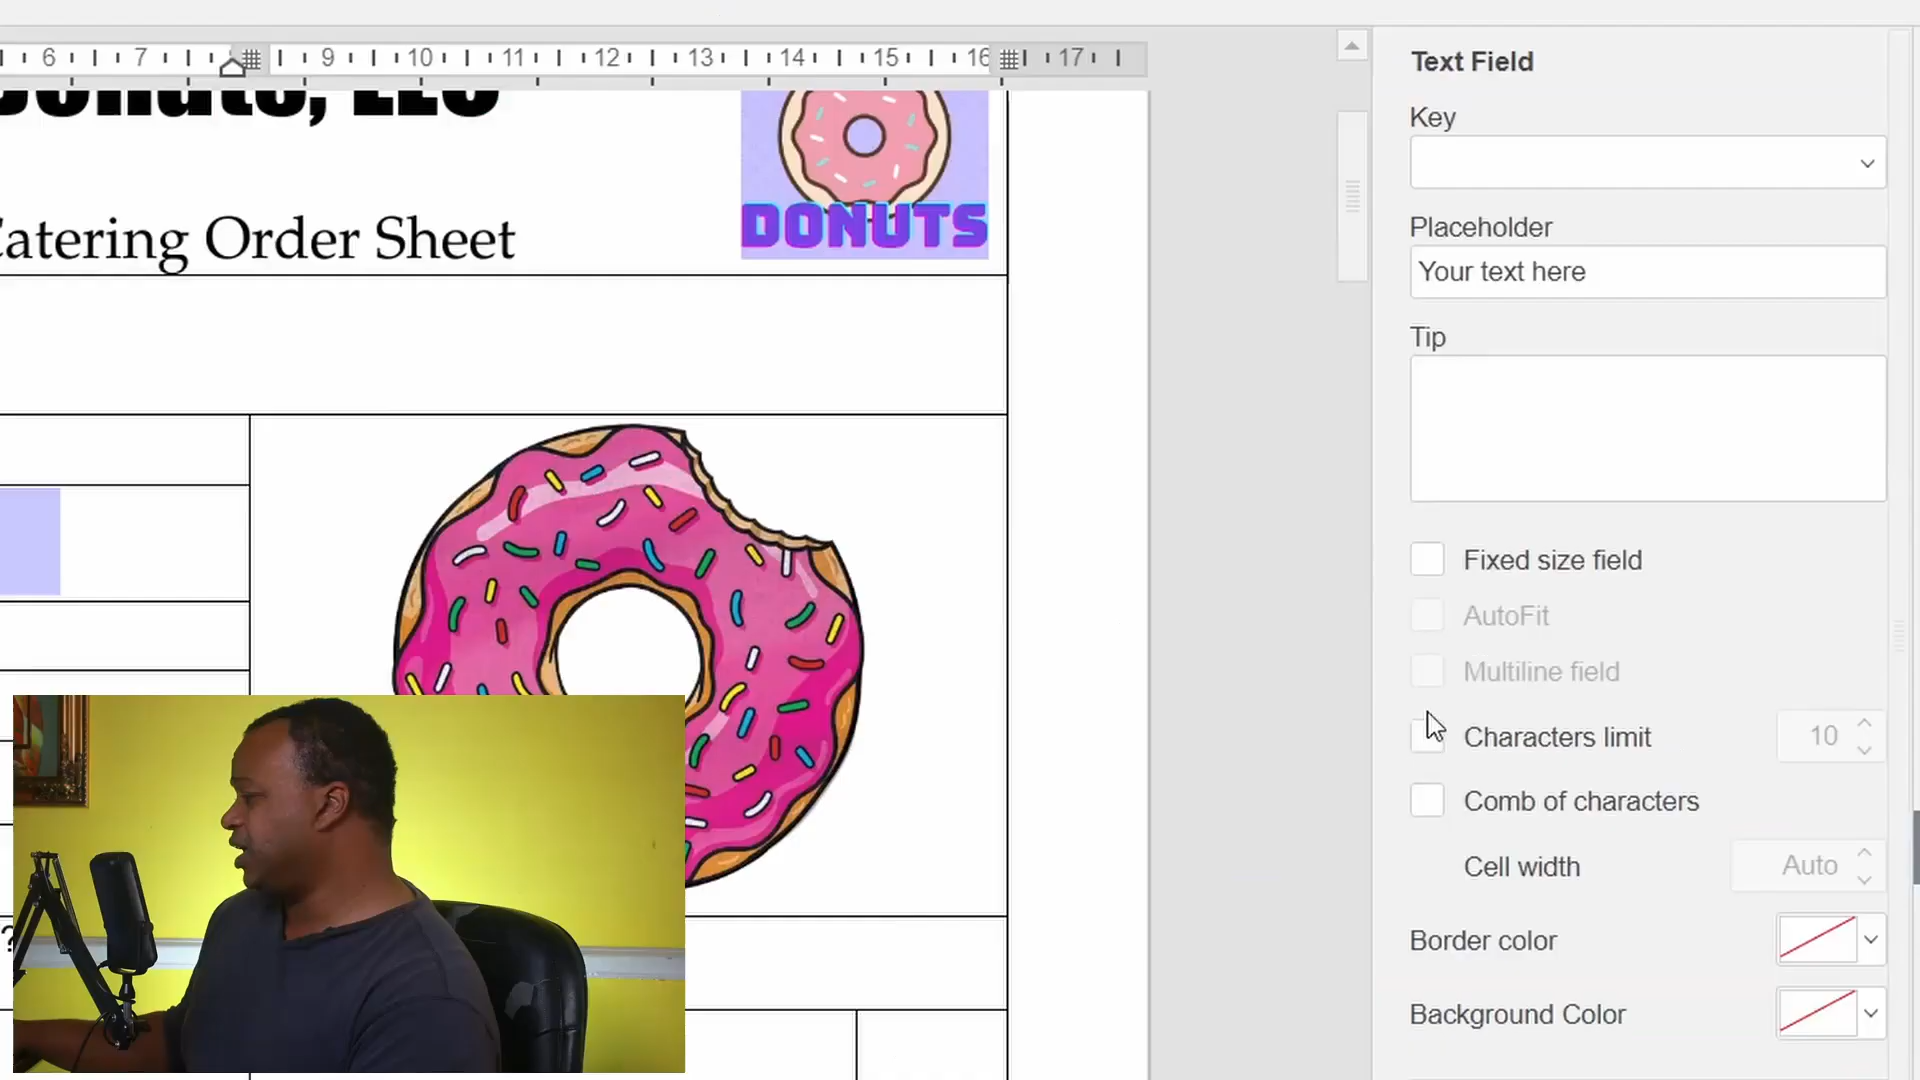 6 7 9 10 11 12 13 14 15 16 17
Donuts, LLC
DONUTS
Catering Order Sheet
?
Text Field
Key
Placeholder
Your text here
Tip
Fixed size field
AutoFit
Multiline field
Characters limit 10
Comb of characters
Cell width Auto
Border color
Background Color